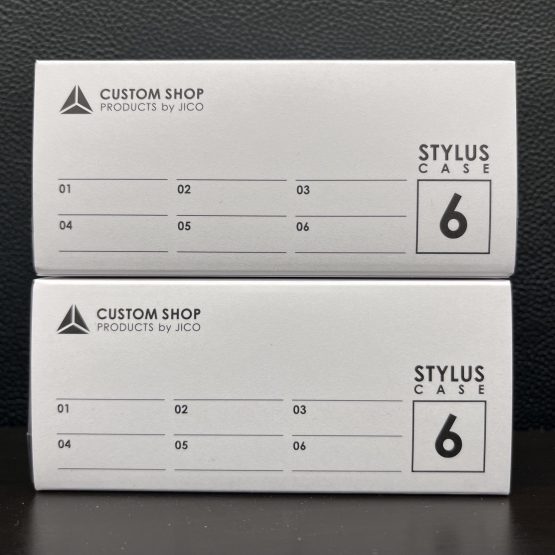 CUSTOM SHOP
PRODUCTS by JICO
STYLUS
CASE
01 02 03
6
04 05 06
CUSTOM SHOP
PRODUCTS by JICO
STYLUS
CASE
01 02 03
6
04 05 06